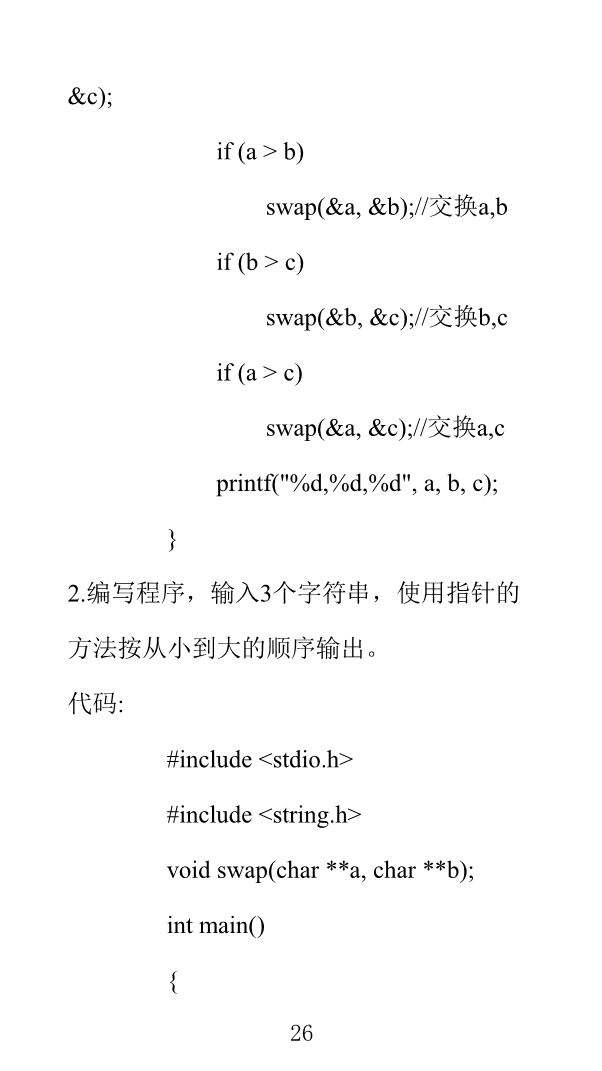 &c);
if (a > b)
swap(&a, &b);//交换a,b
if (b > c)
swap(&b, &c);//交换b,c
if (a > c)
swap(&a, &c);//交换a,c
printf("%d,%d,%d", a, b, c);
}
2.编写程序，输入3个字符串，使用指针的
方法按从小到大的顺序输出。
代码:
#include <stdio.h>
#include <string.h>
void swap(char **a, char **b);
int main()
{
26